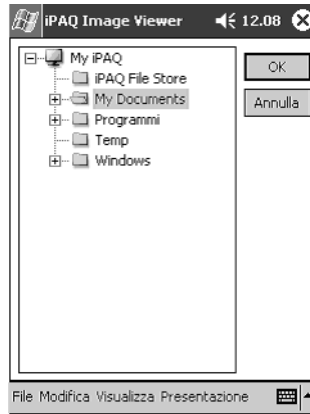 iPAQ Image Viewer 12.08
My iPAQ
iPAQ File Store
My Documents
Programmi
Temp
Windows
OK
Annulla
File Modifica Visualizza Presentazione